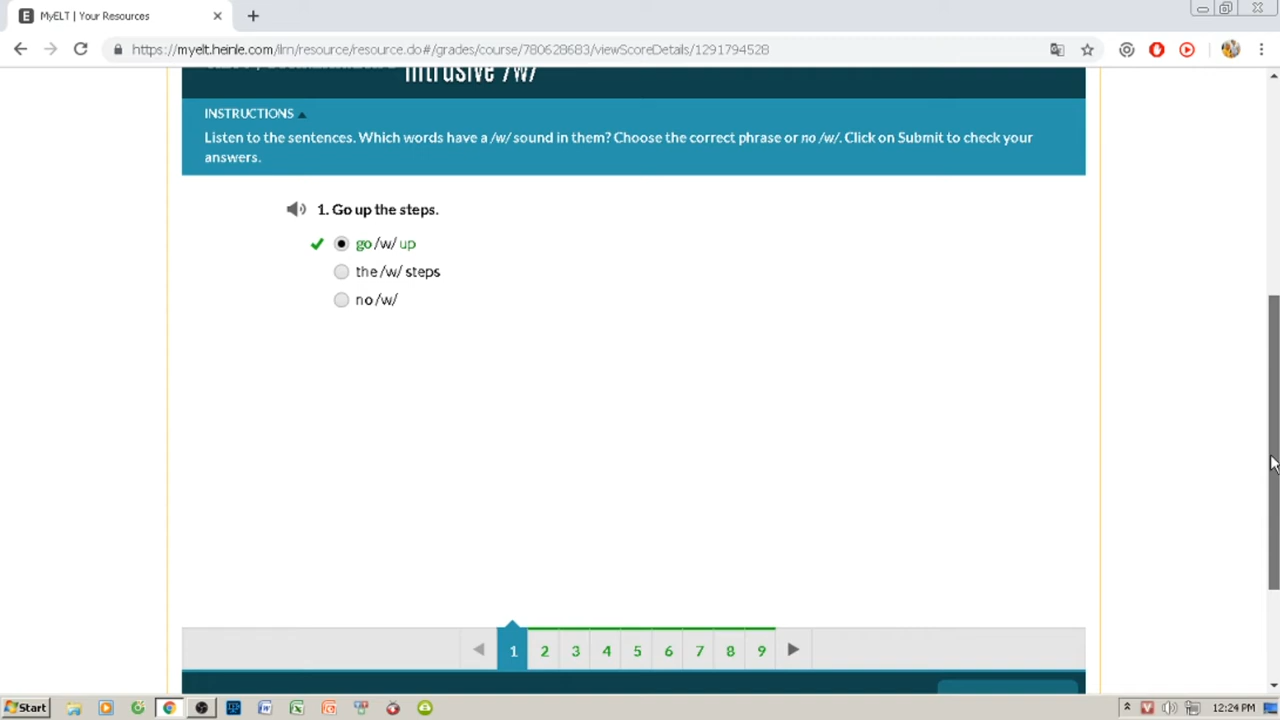 MyELT | Your Resources
https://myelt.heinle.com/ilrn/resource/resource.do#/grades/course/780628683/viewScoreDetails/1291794528
Intrusive /w/
INSTRUCTIONS
Listen to the sentences. Which words have a /w/ sound in them? Choose the correct phrase or no /w/. Click on Submit to check your
answers.
1. Go up the steps.
go /w/ up
the /w/ steps
no /w/
1 2 3 4 5 6 7 8 9
Start
12:24 PM